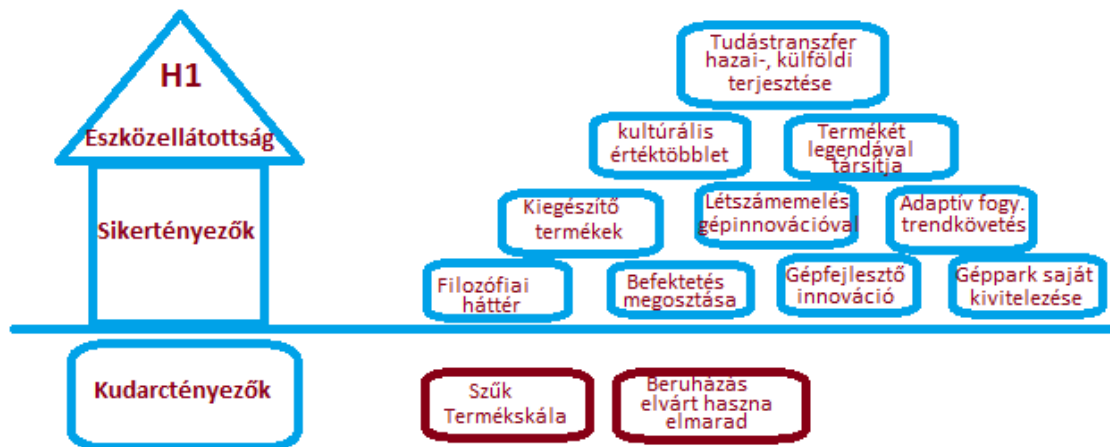 H1
Eszközellátottság
Sikertényezők
Kudarctényezők
Tudástranszfer
hazai-, külföldi
terjesztése
kultúrális
értéktöbblet
Termékét
legendával
társítja
Kiegészítő
termékek
Létszámemelés
gépinnovációval
Adaptív fogy.
trendkövetés
Filozófiai
háttér
Befektetés
megosztása
Gépfejlesztő
innováció
Géppark saját
kivitelezése
Szűk
Termékskála
Beruházás
elvárt haszna
elmarad